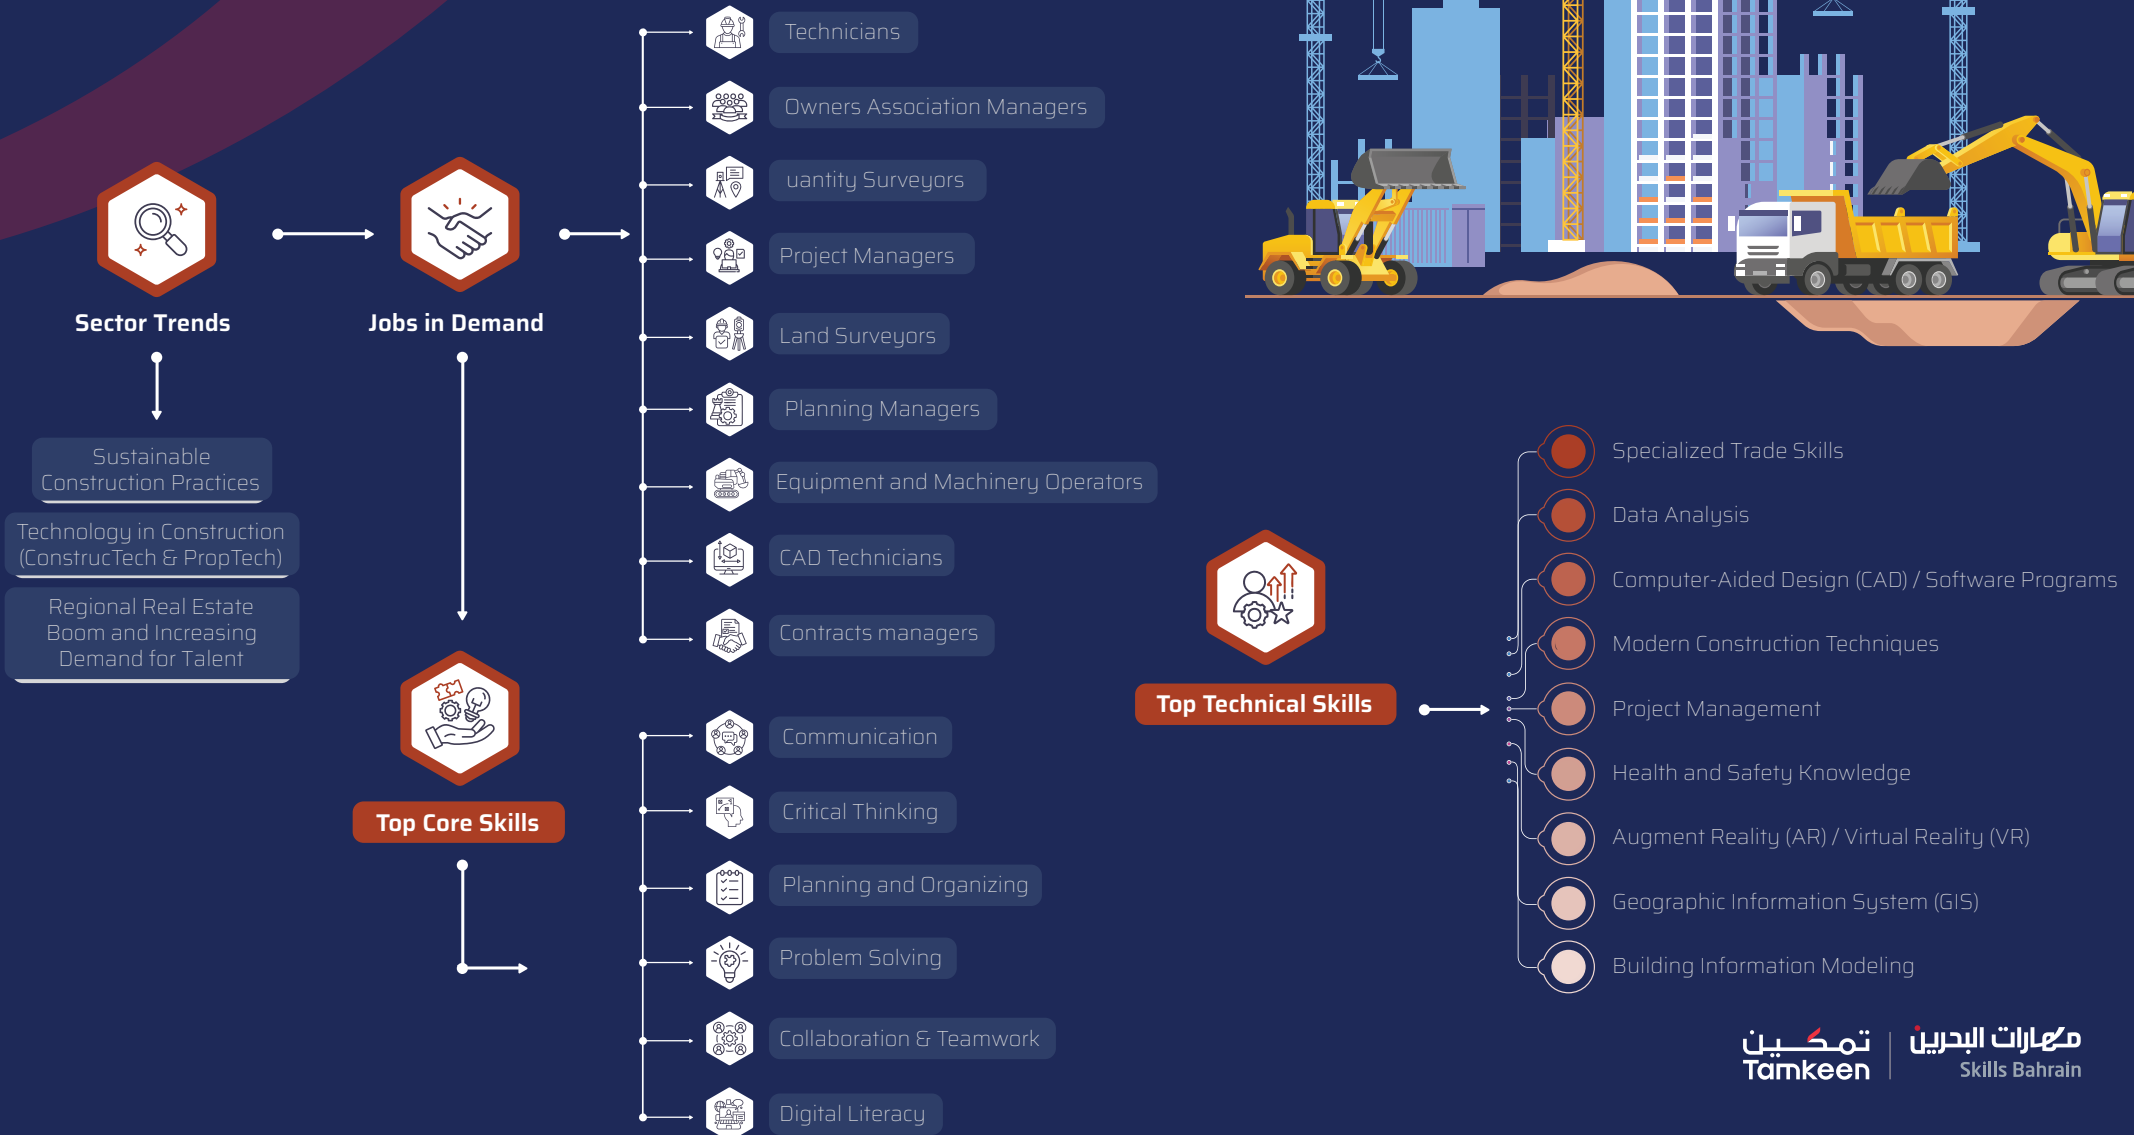 Sector Trends
Sustainable
Construction Practices
Technology in Construction
(ConstrucTech & PropTech)
Regional Real Estate
Boom and Increasing
Demand for Talent
Jobs in Demand
Technicians
Owners Association Managers
uantity Surveyors
Project Managers
Land Surveyors
Planning Managers
Equipment and Machinery Operators
CAD Technicians
Contracts managers
Top Core Skills
Communication
Critical Thinking
Planning and Organizing
Problem Solving
Collaboration & Teamwork
Digital Literacy
Top Technical Skills
Specialized Trade Skills
Data Analysis
Computer-Aided Design (CAD) / Software Programs
Modern Construction Techniques
Project Management
Health and Safety Knowledge
Augment Reality (AR) / Virtual Reality (VR)
Geographic Information System (GIS)
Building Information Modeling
تمكين
Tamkeen
مهارات البحرين
Skills Bahrain